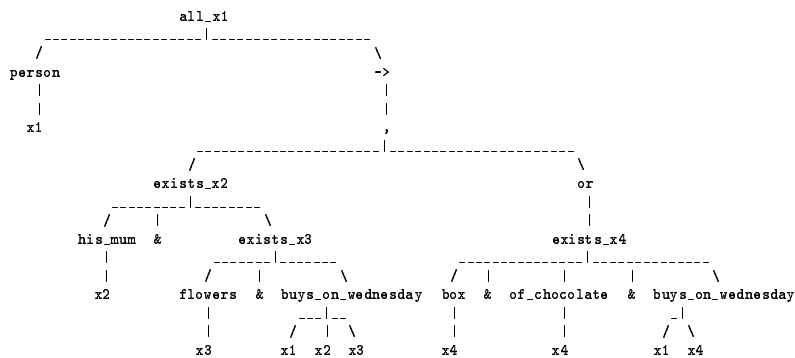 all_x1
person ->
x1 ,
exists_x2 or
his_mum & exists_x3 exists_x4
x2 flowers & buys_on_wednesday box & of_chocolate & buys_on_wednesday
x3 x1 x2 x3 x4 x4 x1 x4